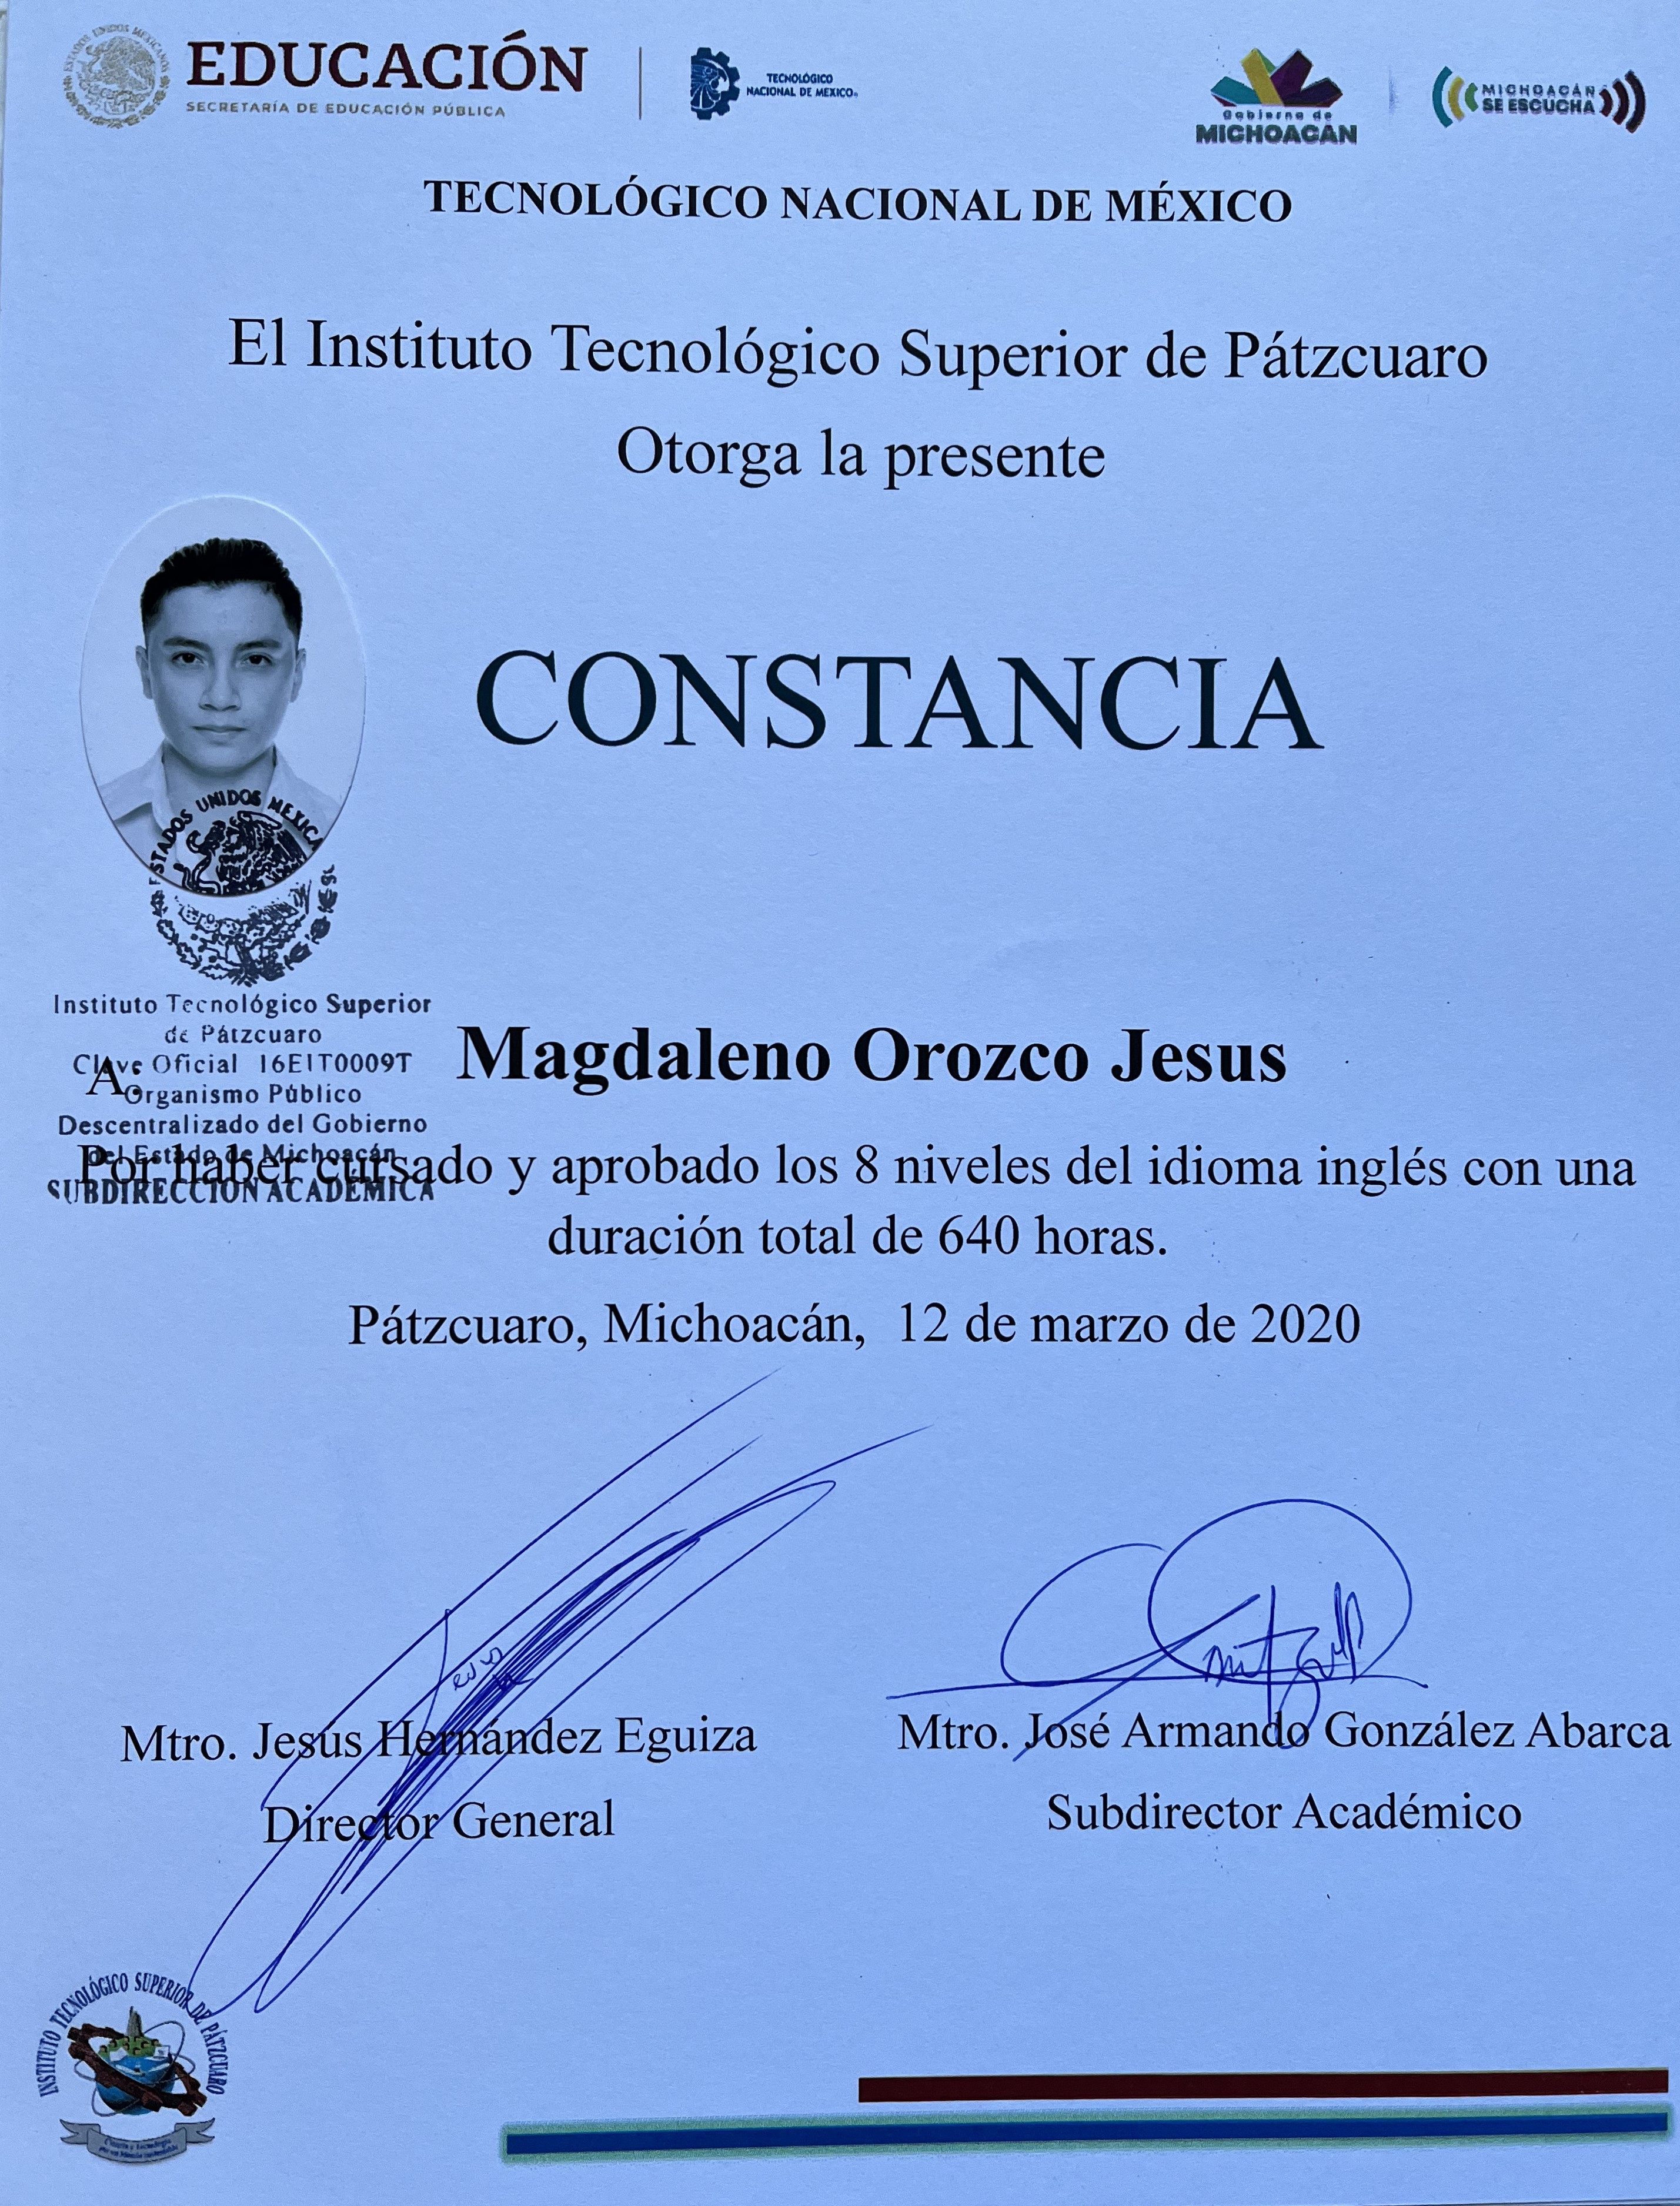 EDUCACIÓN
SECRETARÍA DE EDUCACIÓN PÚBLICA
TECNOLÓGICO
NACIONAL DE MÉXICO®
Gobierno de
MICHOACÁN
MICHOACÁN
SE ESCUCHA
TECNOLÓGICO NACIONAL DE MÉXICO
El Instituto Tecnológico Superior de Pátzcuaro
Otorga la presente
CONSTANCIA
ESTADOS UNIDOS MEXICA
Instituto Tecnológico Superior
de Pátzcuaro
Clave Oficial 16EIT0009T
Organismo Público
Descentralizado del Gobierno
del Estado de Michoacán
SUBDIRECCIÓN ACADÉMICA
A
Magdaleno Orozco Jesus
Por haber cursado y aprobado los 8 niveles del idioma inglés con una
duración total de 640 horas.
Pátzcuaro, Michoacán, 12 de marzo de 2020
Mtro. Jesús Hernández Eguiza
Director General
Mtro. José Armando González Abarca
Subdirector Académico
INSTITUTO TECNOLÓGICO SUPERIOR DE PÁTZCUARO